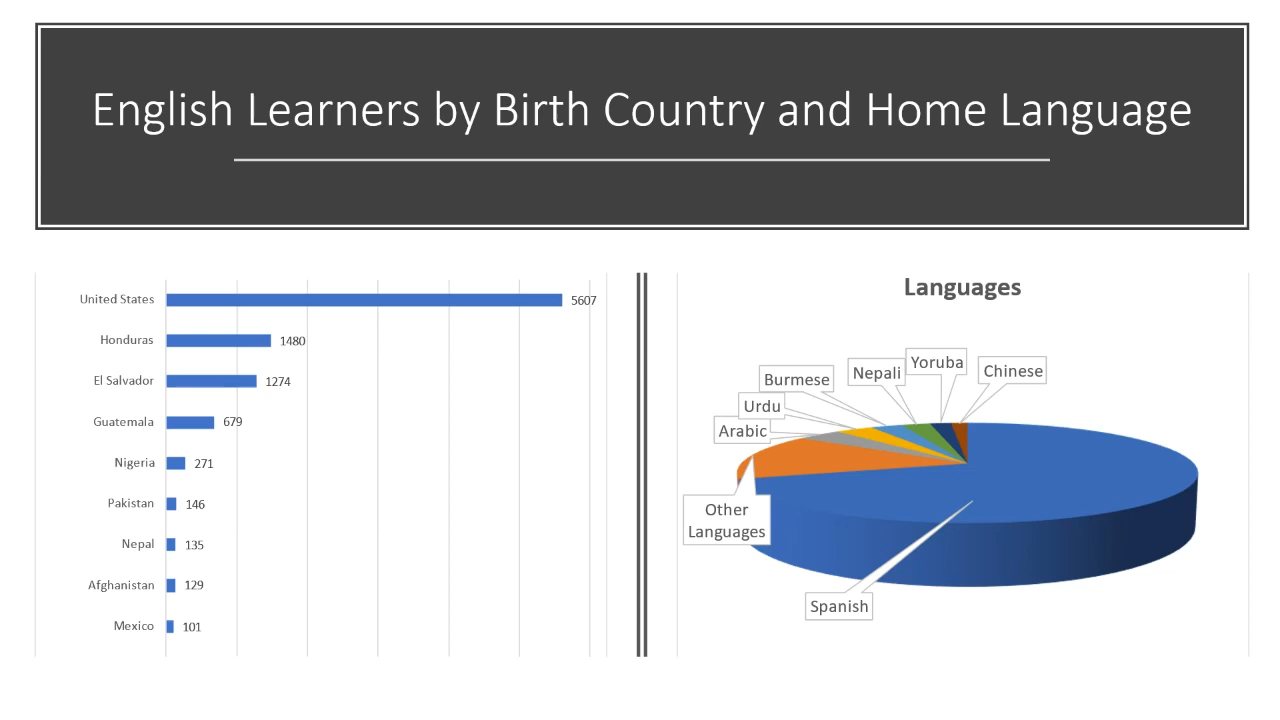 English Learners by Birth Country and Home Language
United States 5607
Honduras 1480
El Salvador 1274
Guatemala 679
Nigeria 271
Pakistan 146
Nepal 135
Afghanistan 129
Mexico 101
Languages
Yoruba
Chinese
Nepali
Burmese
Urdu
Arabic
Other
Languages
Spanish